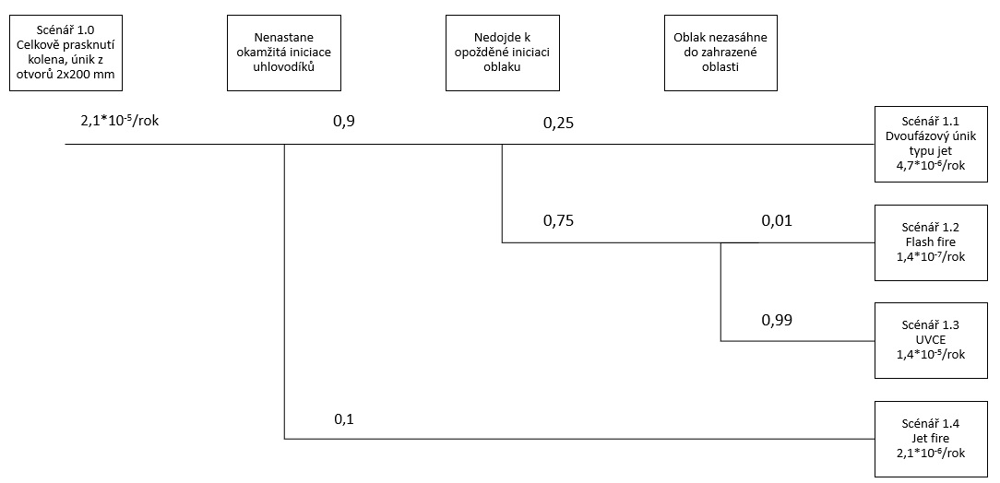 Scénář 1.0
Celkově prasknutí
kolena, únik z
otvorů 2x200 mm
Nenastane
okamžitá iniciace
uhlovodíků
Nedojde k
opožděné iniciaci
oblaku
Oblak nezasáhne
do zahrazené
oblasti
2,1*10⁻⁵/rok
0,9
0,25
Scénář 1.1
Dvoufázový únik
typu jet
4,7*10⁻⁶/rok
0,75
0,01
Scénář 1.2
Flash fire
1,4*10⁻⁷/rok
0,99
Scénář 1.3
UVCE
1,4*10⁻⁵/rok
0,1
Scénář 1.4
Jet fire
2,1*10⁻⁶/rok